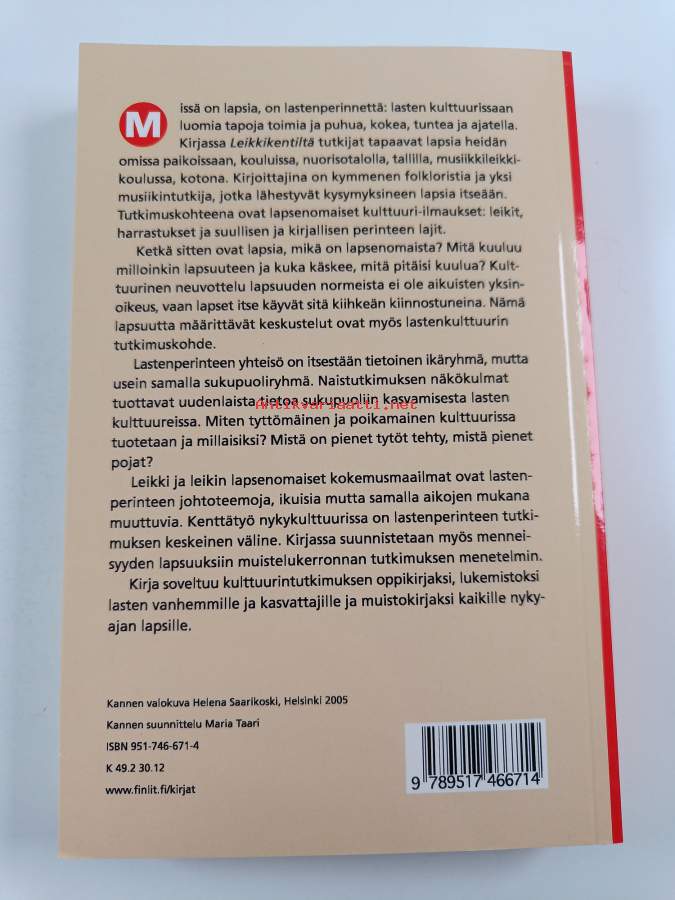 Missä on lapsia, on lastenperinnettä: lasten kulttuurissaan
luomia tapoja toimia ja puhua, kokea, tuntea ja ajatella.
Kirjassa Leikkikentiltä tutkijat tapaavat lapsia heidän
omissa paikoissaan, kouluissa, nuorisotalolla, tallilla, musiikkileikki-
koulussa, kotona. Kirjoittajina on kymmenen folkloristia ja yksi
musiikintutkija, jotka lähestyvät kysymyksineen lapsia itseään.
Tutkimuskohteena ovat lapsenomaiset kulttuuri-ilmaukset: leikit,
harrastukset ja suullisen ja kirjallisen perinteen lajit.
Ketkä sitten ovat lapsia, mikä on lapsenomaista? Mitä kuuluu
milloinkin lapsuuteen ja kuka käskee, mitä pitäisi kuulua? Kult-
tuurinen neuvottelu lapsuuden normeista ei ole aikuisten yksin-
oikeus, vaan lapset itse käyvät sitä kiihkeän kiinnostuneina. Nämä
lapsuutta määrittävät keskustelut ovat myös lastenkulttuurin
tutkimuskohde.
Lastenperinteen yhteisö on itsestään tietoinen ikäryhmä, mutta
usein samalla sukupuoliryhmä. Naistutkimuksen näkökulmat
tuottavat uudenlaista tietoa sukupuoliin kasvamisesta lasten
Antikvariaatti.net
kulttuureissa. Miten tyttömäinen ja poikamainen kulttuurissa
tuotetaan ja millaisiksi? Mistä on pienet tytöt tehty, mistä pienet
pojat?
Leikki ja leikin lapsenomaiset kokemusmaailmat ovat lasten-
perinteen johtoteemoja, ikuisia mutta samalla aikojen mukana
muuttuvia. Kenttätyö nykykulttuurissa on lastenperinteen tutki-
muksen keskeinen väline. Kirjassa suunnistetaan myös mennei-
syyden lapsuuksiin muistelukerronnan tutkimuksen menetelmin.
Kirja soveltuu kulttuurintutkimuksen oppikirjaksi, lukemistoksi
lasten vanhemmille ja kasvattajille ja muistokirjaksi kaikille nyky-
ajan lapsille.
Kannen valokuva Helena Saarikoski, Helsinki 2005
Kannen suunnittelu Maria Taari
ISBN 951-746-671-4
K 49.2 30.12
www.finlit.fi/kirjat
9 789517 466714